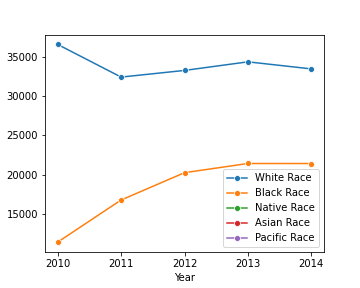 35000
30000
25000
20000
15000
White Race
Black Race
Native Race
Asian Race
Pacific Race
2010 2011 2012 2013 2014
Year